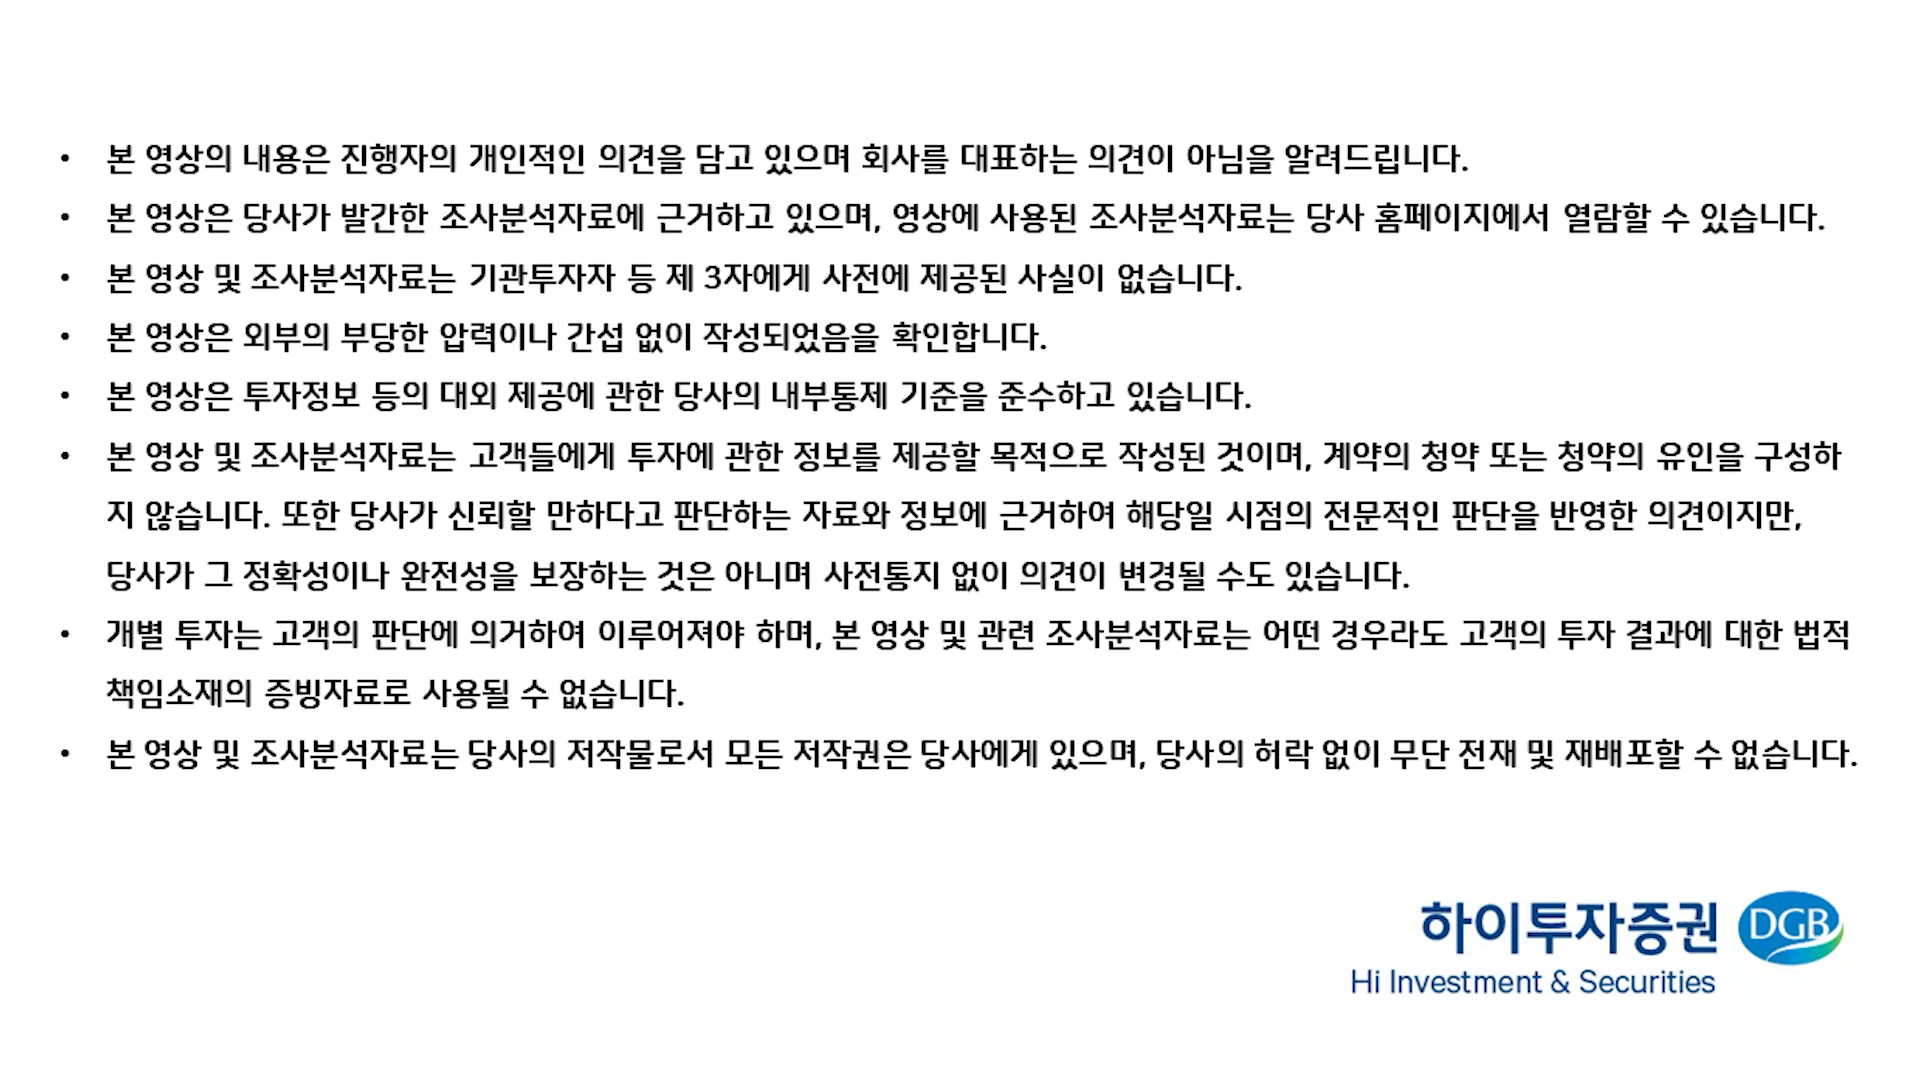 • 본 영상의 내용은 진행자의 개인적인 의견을 담고 있으며 회사를 대표하는 의견이 아님을 알려드립니다.
• 본 영상은 당사가 발간한 조사분석자료에 근거하고 있으며, 영상에 사용된 조사분석자료는 당사 홈페이지에서 열람할 수 있습니다.
• 본 영상 및 조사분석자료는 기관투자자 등 제 3자에게 사전에 제공된 사실이 없습니다.
• 본 영상은 외부의 부당한 압력이나 간섭 없이 작성되었음을 확인합니다.
• 본 영상은 투자정보 등의 대외 제공에 관한 당사의 내부통제 기준을 준수하고 있습니다.
• 본 영상 및 조사분석자료는 고객들에게 투자에 관한 정보를 제공할 목적으로 작성된 것이며, 계약의 청약 또는 청약의 유인을 구성하
지 않습니다. 또한 당사가 신뢰할 만하다고 판단하는 자료와 정보에 근거하여 해당일 시점의 전문적인 판단을 반영한 의견이지만,
당사가 그 정확성이나 완전성을 보장하는 것은 아니며 사전통지 없이 의견이 변경될 수도 있습니다.
• 개별 투자는 고객의 판단에 의거하여 이루어져야 하며, 본 영상 및 관련 조사분석자료는 어떤 경우라도 고객의 투자 결과에 대한 법적
책임소재의 증빙자료로 사용될 수 없습니다.
• 본 영상 및 조사분석자료는 당사의 저작물로서 모든 저작권은 당사에게 있으며, 당사의 허락 없이 무단 전재 및 재배포할 수 없습니다.
하이투자증권 DGB
Hi Investment & Securities